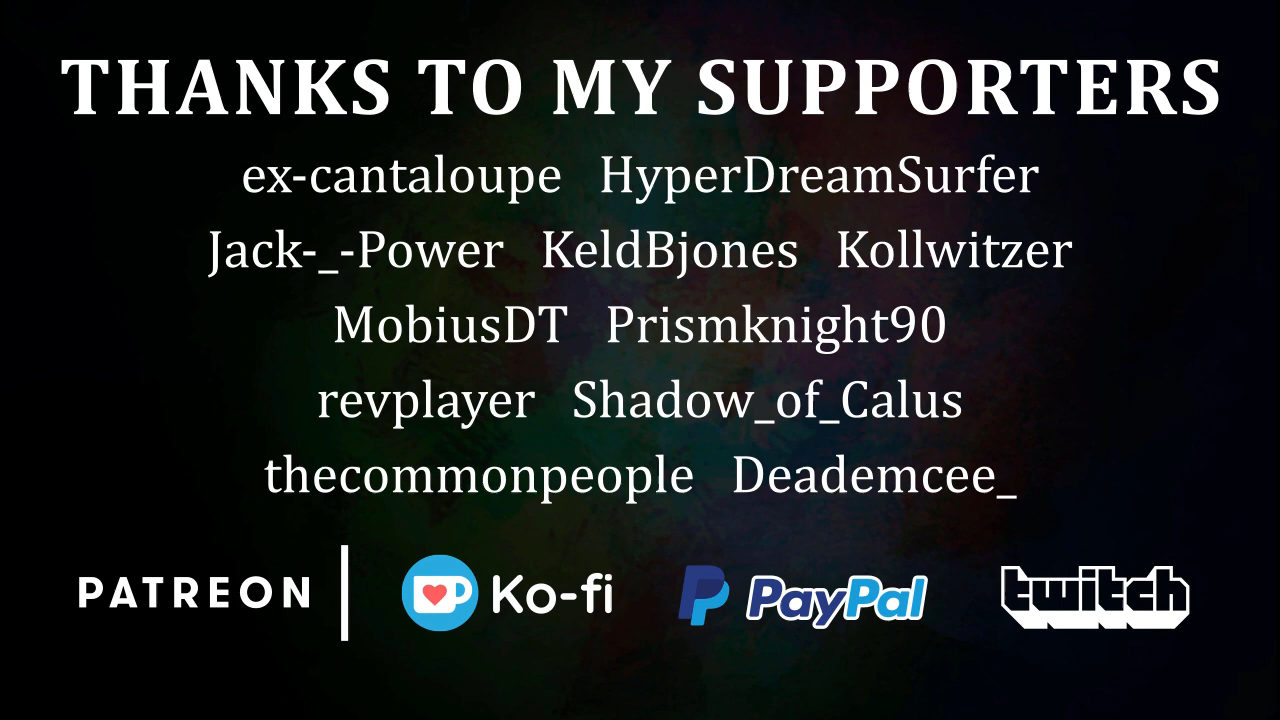 THANKS TO MY SUPPORTERS
ex-cantaloupe HyperDreamSurfer
Jack-_-Power KeldBjones Kollwitzer
MobiusDT Prismknight90
revplayer Shadow_of_Calus
thecommonpeople Deademcee_
PATREON Ko-fi PayPal twitch